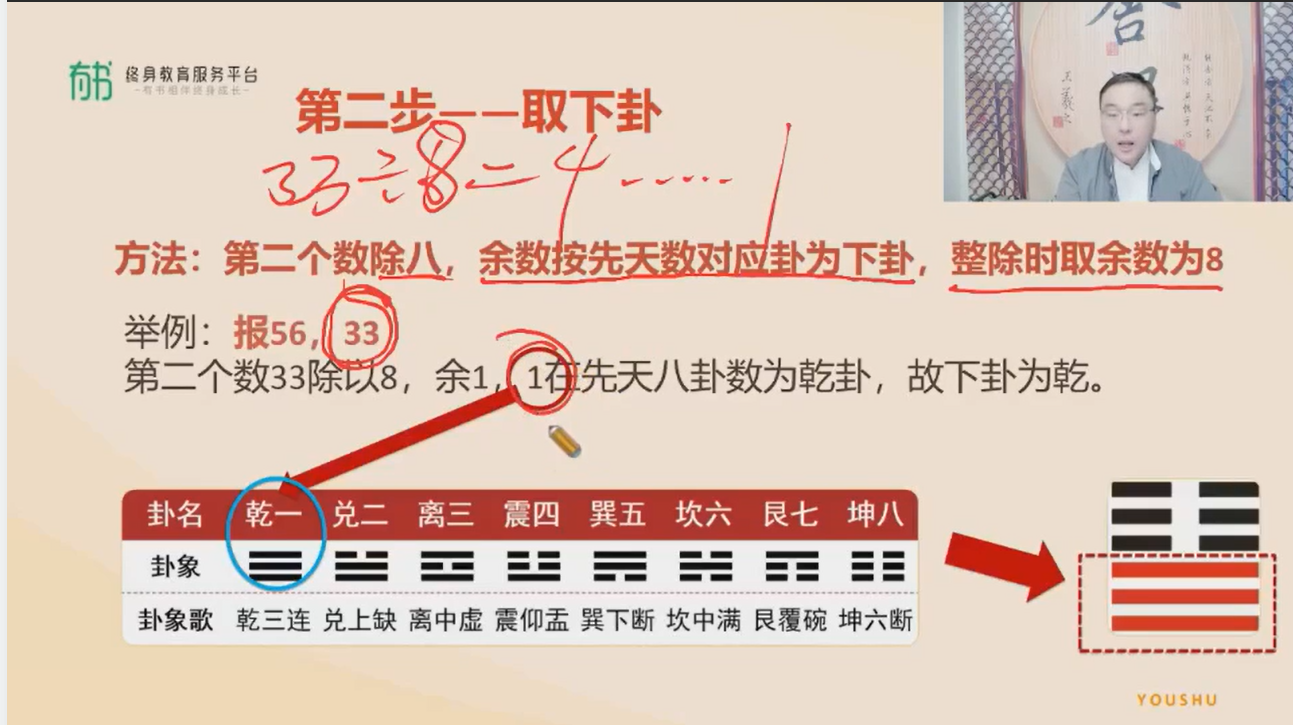 有书 终身教育服务平台
-有书相伴终身成长-
第二步——取下卦
33÷8=4……1
方法：第二个数除八，余数按先天数对应卦为下卦，整除时取余数为8
举例：报56，33
第二个数33除以8，余1，1在先天八卦数为乾卦，故下卦为乾。
卦名 乾一 兑二 离三 震四 巽五 坎六 艮七 坤八
卦象
卦象歌 乾三连 兑上缺 离中虚 震仰盂 巽下断 坎中满 艮覆碗 坤六断
YOUSHU
王羲之